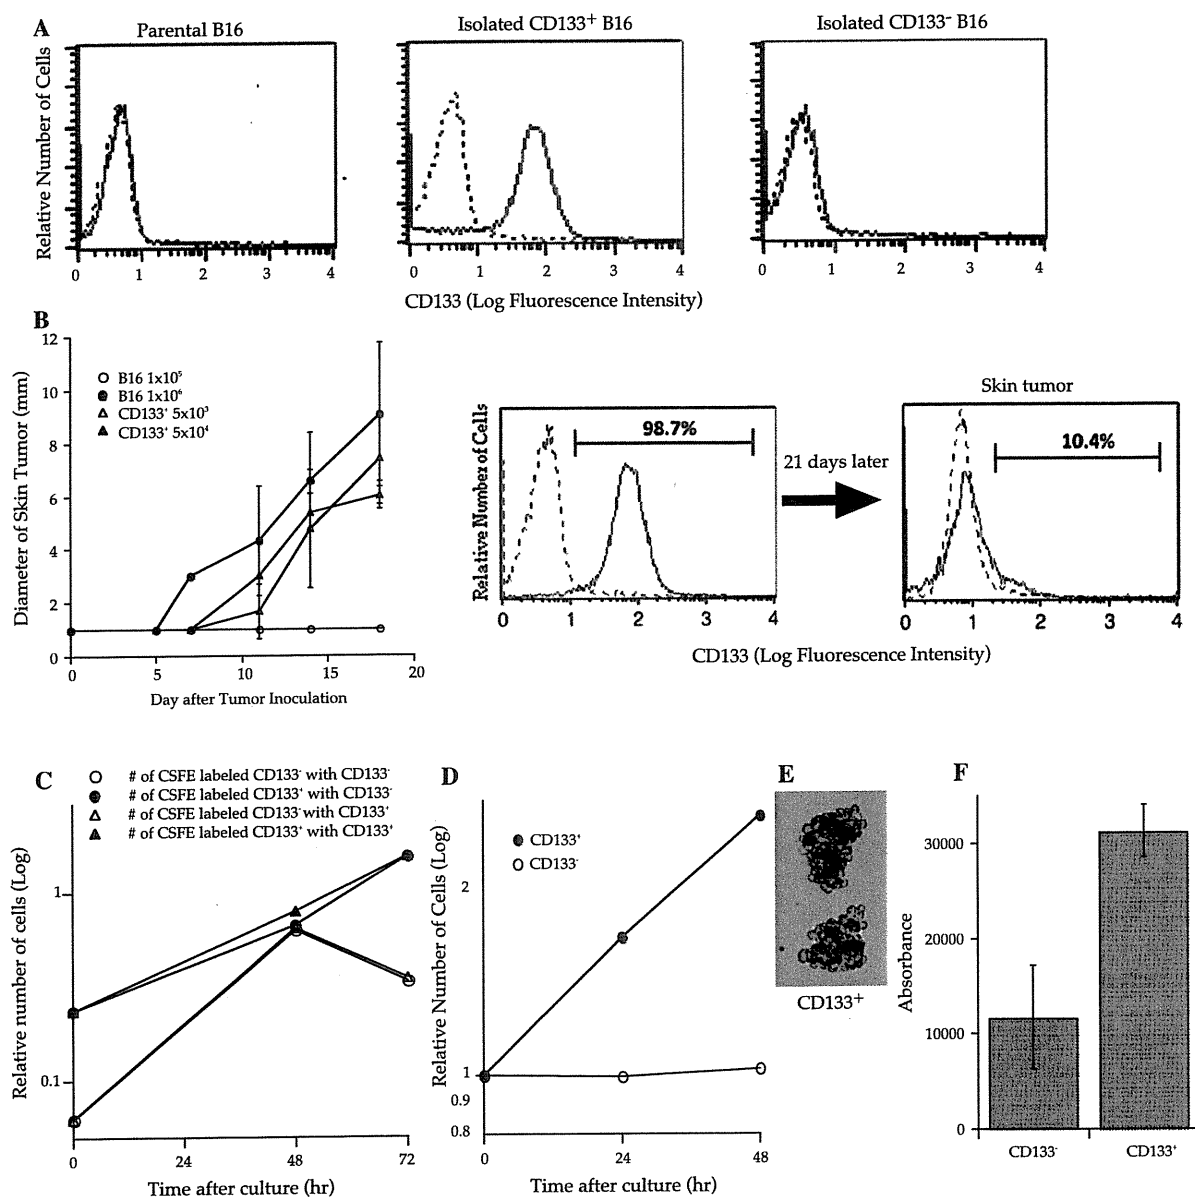 A
Parental B16
Isolated CD133+ B16
Isolated CD133- B16
Relative Number of Cells
0 1 2 3 4
0 1 2 3 4
0 1 2 3 4
CD133 (Log Fluorescence Intensity)
B
Diameter of Skin Tumor (mm)
12
10
8
6
4
2
0
B16 1x10⁵
B16 1x10⁶
CD133⁺ 5x10³
CD133⁺ 5x10⁴
0 5 10 15 20
Day after Tumor Inoculation
Relative Number of Cells
98.7%
0 1 2 3 4
21 days later
Skin tumor
10.4%
0 1 2 3 4
CD133 (Log Fluorescence Intensity)
C
# of CSFE labeled CD133⁻ with CD133⁻
# of CSFE labeled CD133⁺ with CD133⁻
# of CSFE labeled CD133⁻ with CD133⁺
# of CSFE labeled CD133⁺ with CD133⁺
Relative number of cells (Log)
1
0.1
0 24 48 72
Time after culture (hr)
D
CD133⁺
CD133⁻
Relative Number of Cells (Log)
2
1
0.9
0.8
0 24 48
Time after culture (hr)
E
CD133+
F
Absorbance
30000
20000
10000
0
CD133⁻ CD133⁺